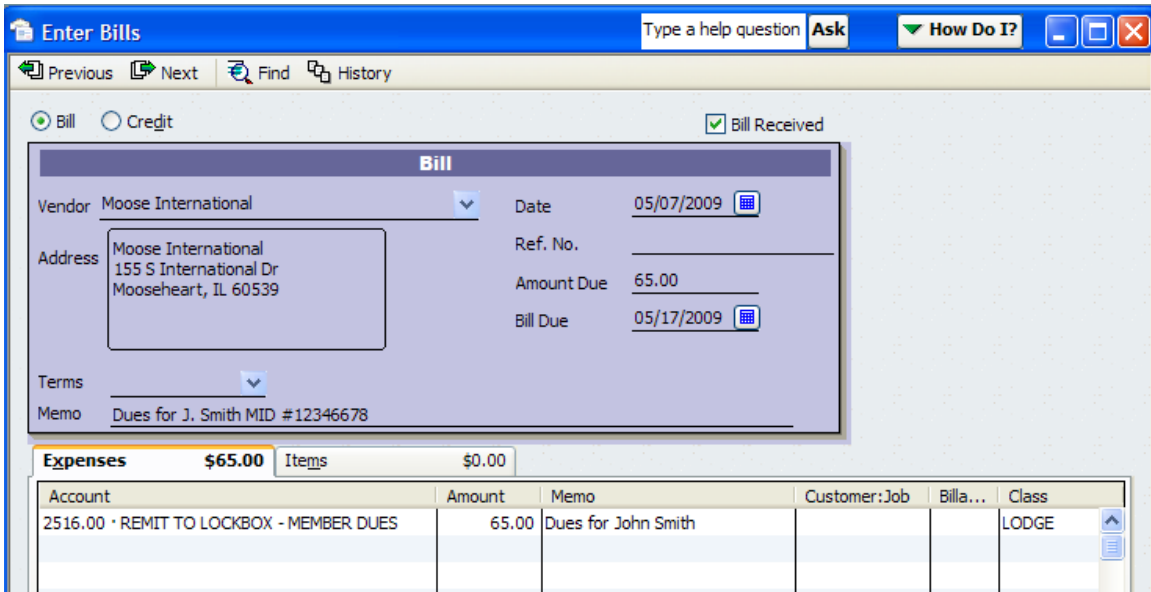 Enter Bills Type a help question Ask How Do I?
Previous Next Find History
Bill Credit Bill Received
Bill
Vendor Moose International Date 05/07/2009
Address Moose International
155 S International Dr
Mooseheart, IL 60539
Ref. No.
Amount Due 65.00
Bill Due 05/17/2009
Terms
Memo Dues for J. Smith MID #12346678
Expenses $65.00 Items $0.00
Account Amount Memo Customer:Job Billa... Class
2516.00 · REMIT TO LOCKBOX - MEMBER DUES 65.00 Dues for John Smith LODGE